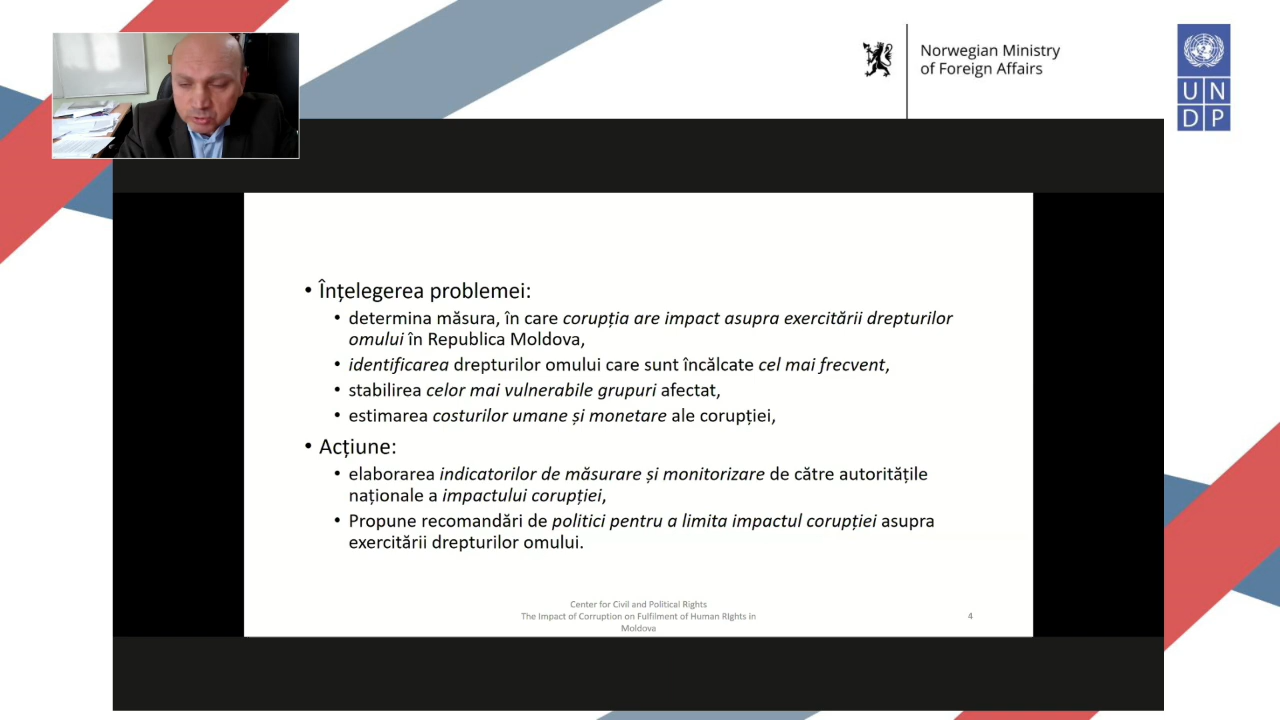 Norwegian Ministry
of Foreign Affairs
U N
D P
• Înțelegerea problemei:
• determina măsura, în care corupția are impact asupra exercitării drepturilor
omului în Republica Moldova,
• identificarea drepturilor omului care sunt încălcate cel mai frecvent,
• stabilirea celor mai vulnerabile grupuri afectat,
• estimarea costurilor umane și monetare ale corupției,
• Acțiune:
• elaborarea indicatorilor de măsurare și monitorizare de către autoritățile
naționale a impactului corupției,
• Propune recomandări de politici pentru a limita impactul corupției asupra
exercitării drepturilor omului.
Center for Civil and Political Rights
The Impact of Corruption on Fulfilment of Human RIghts in
Moldova
4